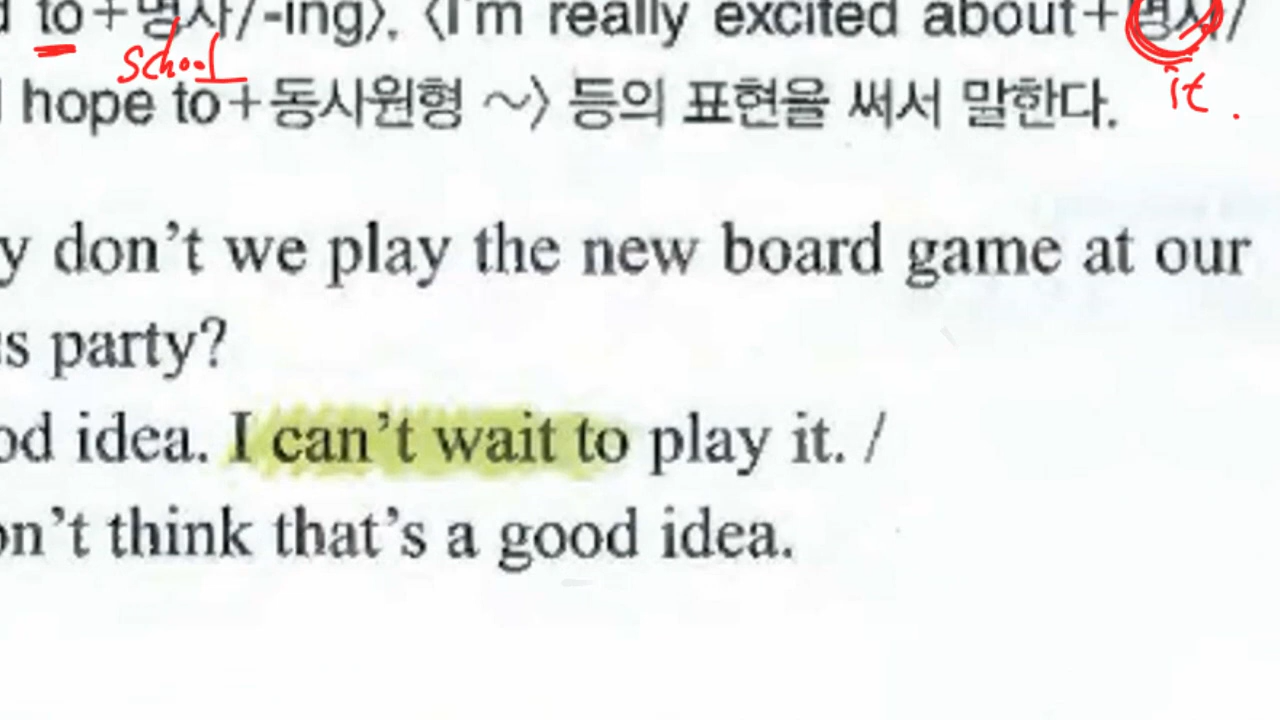 to+명사/-ing〉, 〈I'm really excited about+명사/
school
it.
hope to+동사원형 ~〉 등의 표현을 써서 말한다.
y don't we play the new board game at our
s party?
od idea. I can't wait to play it. /
on't think that's a good idea.